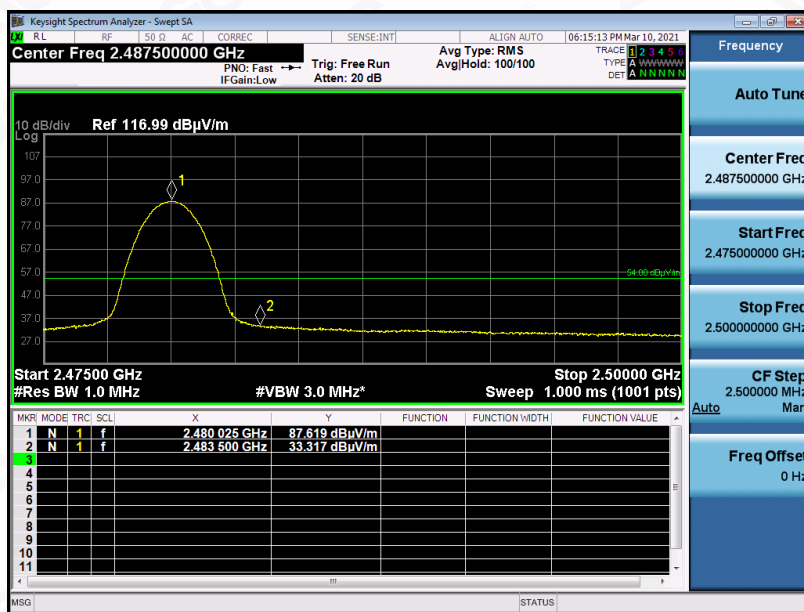 Keysight Spectrum Analyzer - Swept SA
LXI RL RF 50 Ω AC CORREC SENSE:INT ALIGN AUTO 06:15:13 PM Mar 10, 2021
Center Freq 2.487500000 GHz
PNO: Fast
IFGain:Low
Trig: Free Run
Atten: 20 dB
Avg Type: RMS
Avg|Hold: 100/100
TRACE 1 2 3 4 5 6
TYPE A WWWWW
DET A N N N N N
10 dB/div Ref 116.99 dBµV/m
Log
107
97.0
87.0
77.0
67.0
57.0
47.0
37.0
27.0
1
2
54.00 dBµV/m
Start 2.47500 GHz Stop 2.50000 GHz
#Res BW 1.0 MHz #VBW 3.0 MHz* Sweep 1.000 ms (1001 pts)
MKR MODE TRC SCL X Y FUNCTION FUNCTION WIDTH FUNCTION VALUE
1 N 1 f 2.480 025 GHz 87.619 dBµV/m
2 N 1 f 2.483 500 GHz 33.317 dBµV/m
3
4
5
6
7
8
9
10
11
MSG STATUS
Frequency
Auto Tune
Center Freq
2.487500000 GHz
Start Freq
2.475000000 GHz
Stop Freq
2.500000000 GHz
CF Step
2.500000 MHz
Auto Man
Freq Offset
0 Hz